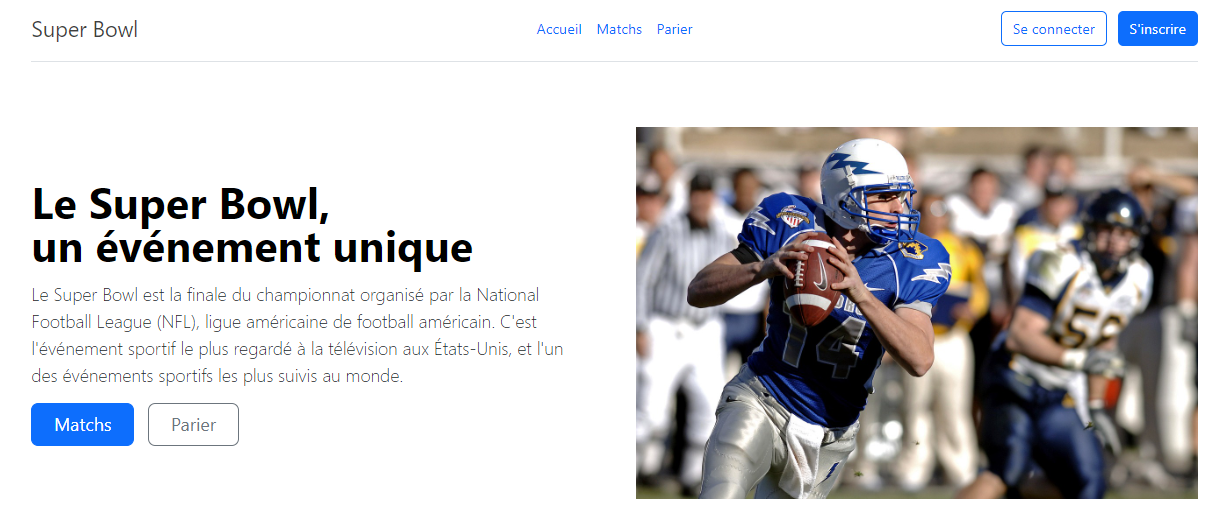 Super Bowl
Accueil Matchs Parier
Se connecter S'inscrire
Le Super Bowl,
un événement unique
Le Super Bowl est la finale du championnat organisé par la National
Football League (NFL), ligue américaine de football américain. C'est
l'événement sportif le plus regardé à la télévision aux États-Unis, et l'un
des événements sportifs les plus suivis au monde.
Matchs Parier
14